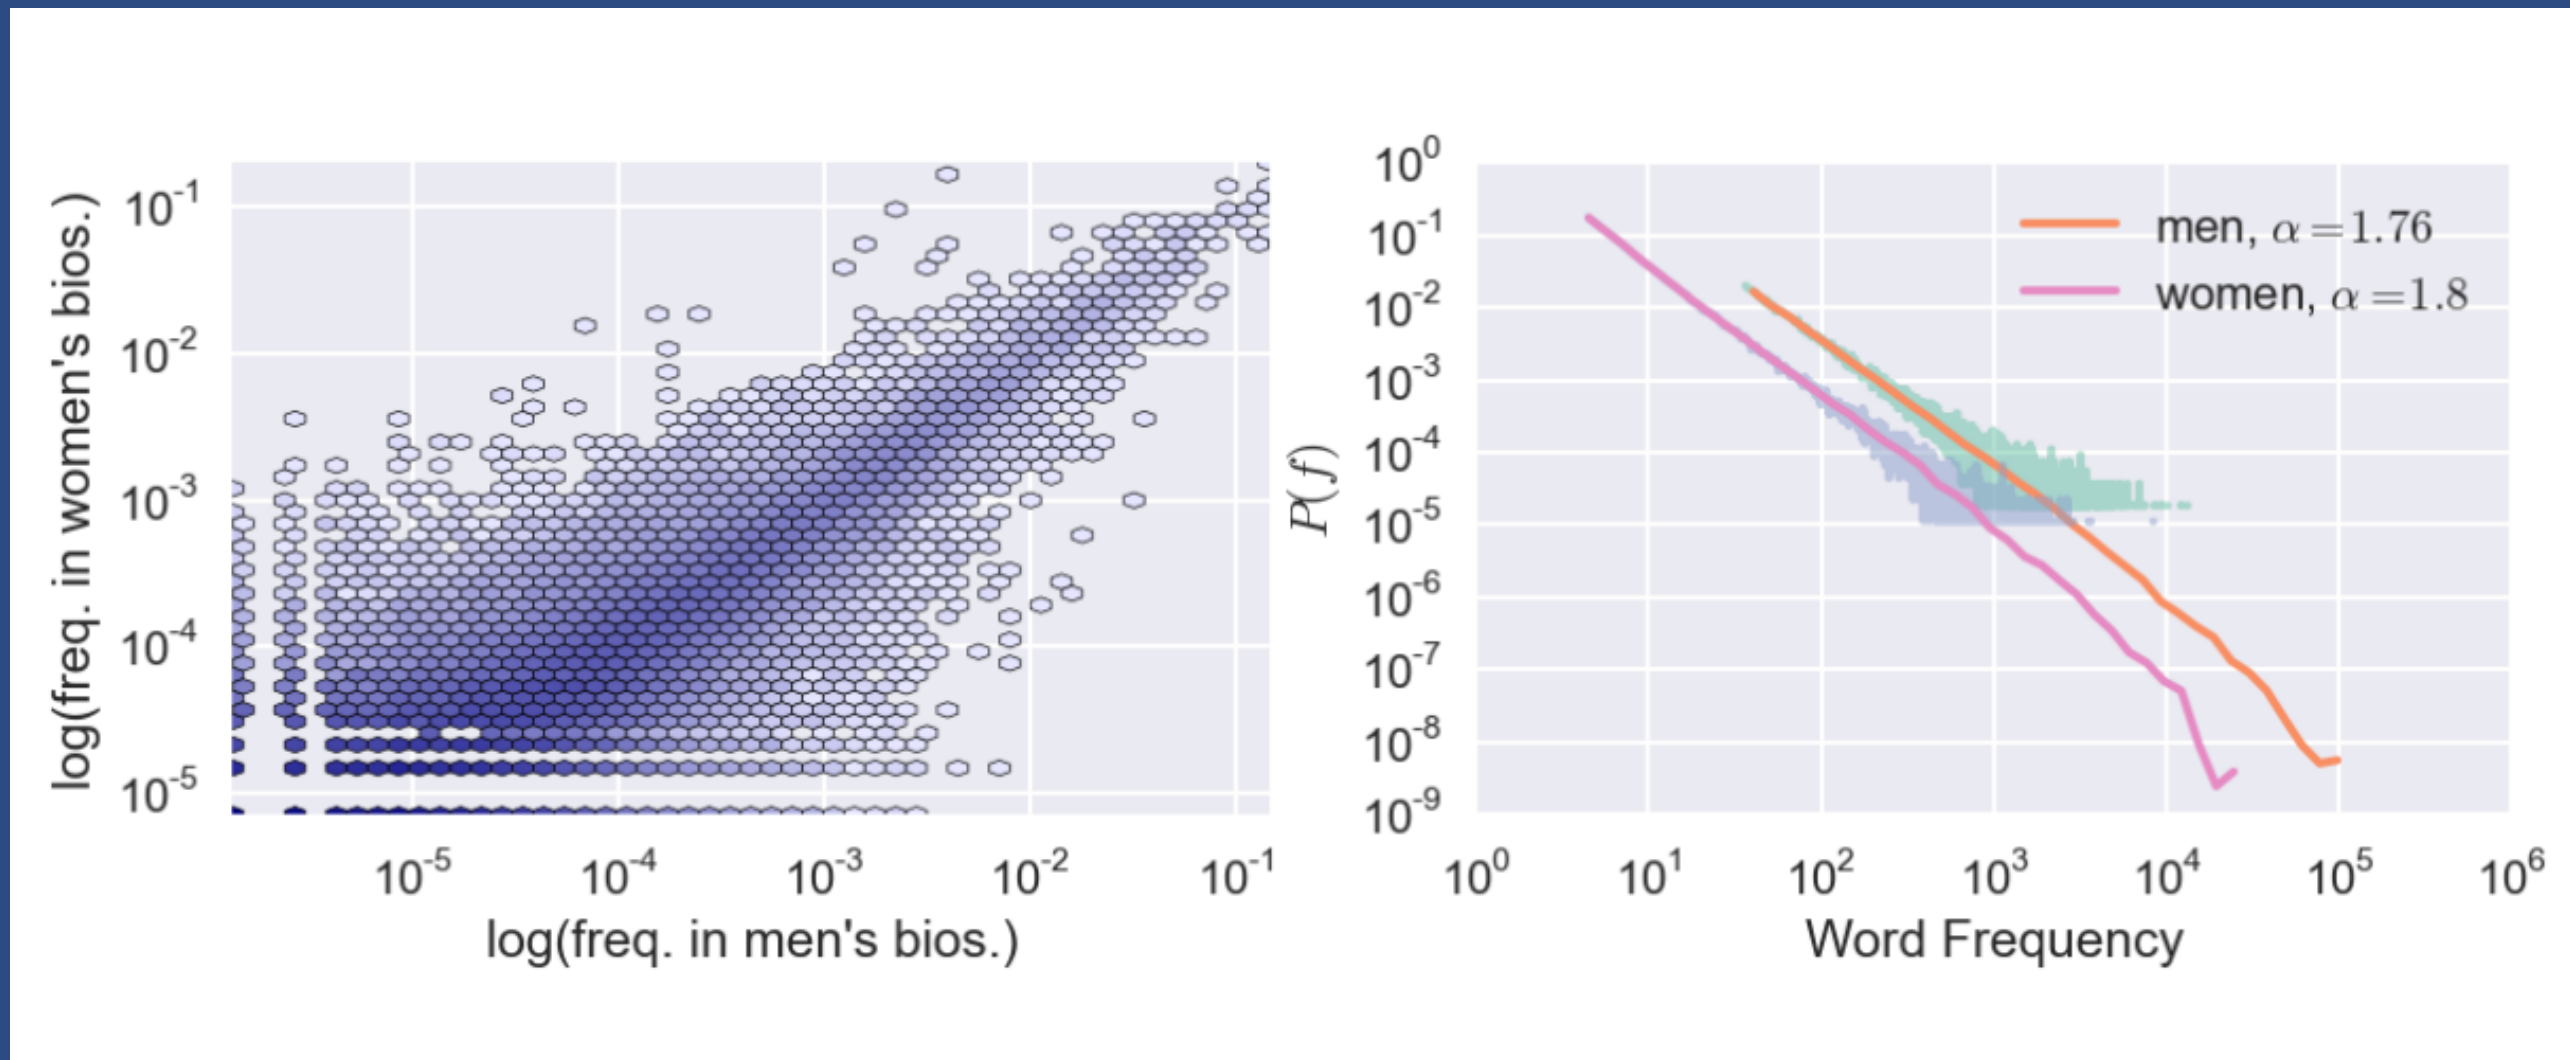 log(freq. in women's bios.)
10^-1
10^-2
10^-3
10^-4
10^-5
10^-5 10^-4 10^-3 10^-2 10^-1
log(freq. in men's bios.)
P(f)
10^0
10^-1
10^-2
10^-3
10^-4
10^-5
10^-6
10^-7
10^-8
10^-9
men, α=1.76
women, α=1.8
10^0 10^1 10^2 10^3 10^4 10^5 10^6
Word Frequency